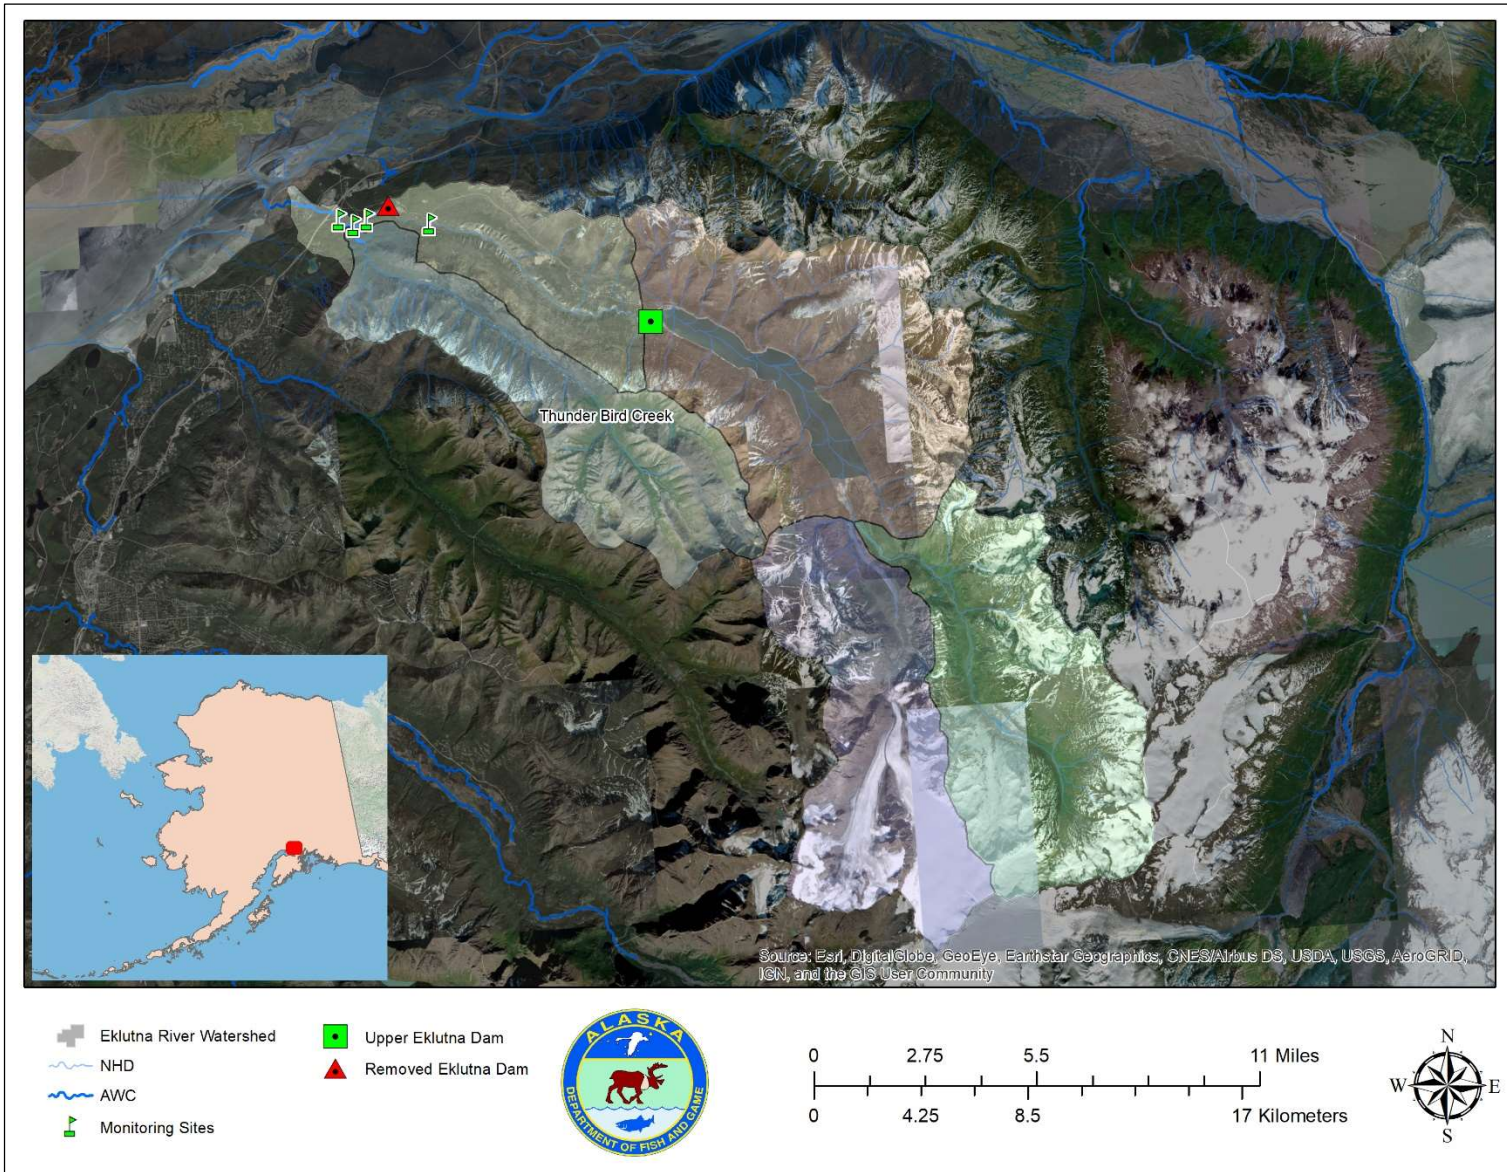 Thunder Bird Creek
Source: Esri, DigitalGlobe, GeoEye, Earthstar Geographics, CNES/Airbus DS, USDA, USGS, AeroGRID,
IGN, and the GIS User Community
Eklutna River Watershed
NHD
AWC
Monitoring Sites
Upper Eklutna Dam
Removed Eklutna Dam
ALASKA
DEPARTMENT OF FISH AND GAME
0 2.75 5.5 11 Miles
0 4.25 8.5 17 Kilometers
N
W E
S